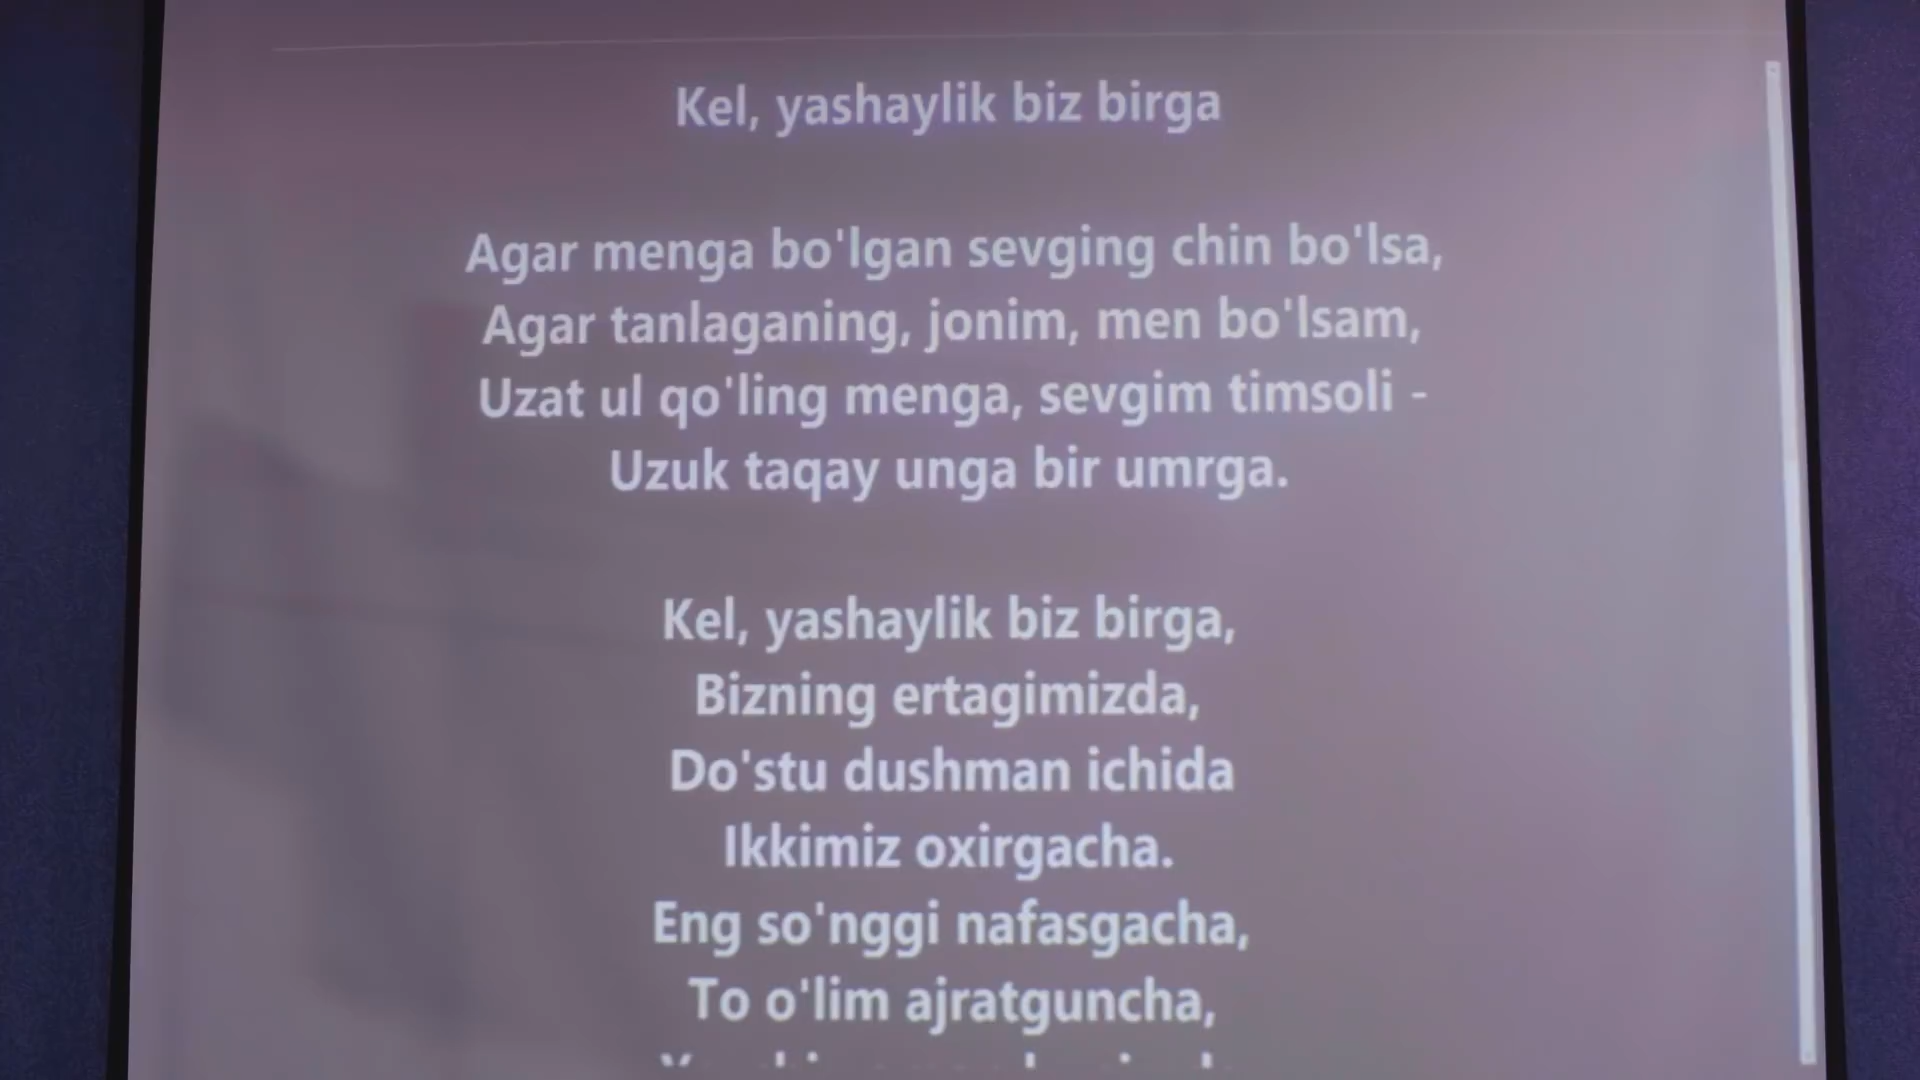 Kel, yashaylik biz birga
Agar menga bo'lgan sevging chin bo'lsa,
Agar tanlaganing, jonim, men bo'lsam,
Uzat ul qo'ling menga, sevgim timsoli -
Uzuk taqay unga bir umrga.
Kel, yashaylik biz birga,
Bizning ertagimizda,
Do'stu dushman ichida
Ikkimiz oxirgacha.
Eng so'nggi nafasgacha,
To o'lim ajratguncha,